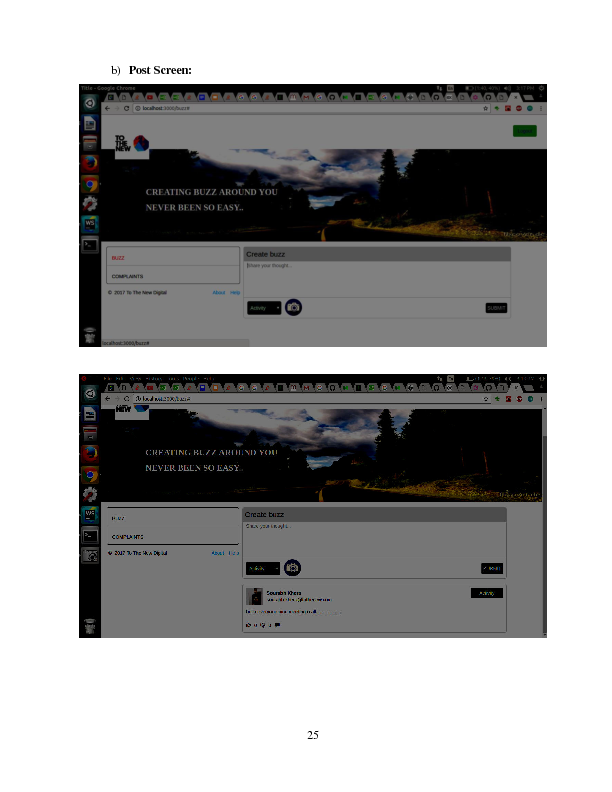 b) Post Screen:
Title - Google Chrome
localhost:3000/buzz#
TO
THE
NEW
CREATING BUZZ AROUND YOU
NEVER BEEN SO EASY..
BUZZ
COMPLAINTS
© 2017 To The New Digital
About Help
Create buzz
Share your thought...
Activity
SUBMIT
localhost:3000/buzz#
localhost:3000/buzz#
NEW
CREATING BUZZ AROUND YOU
NEVER BEEN SO EASY..
BUZZ
COMPLAINTS
© 2017 To The New Digital
About Help
Create buzz
Share your thought...
Activity
Sourabh Khera
Activity
25